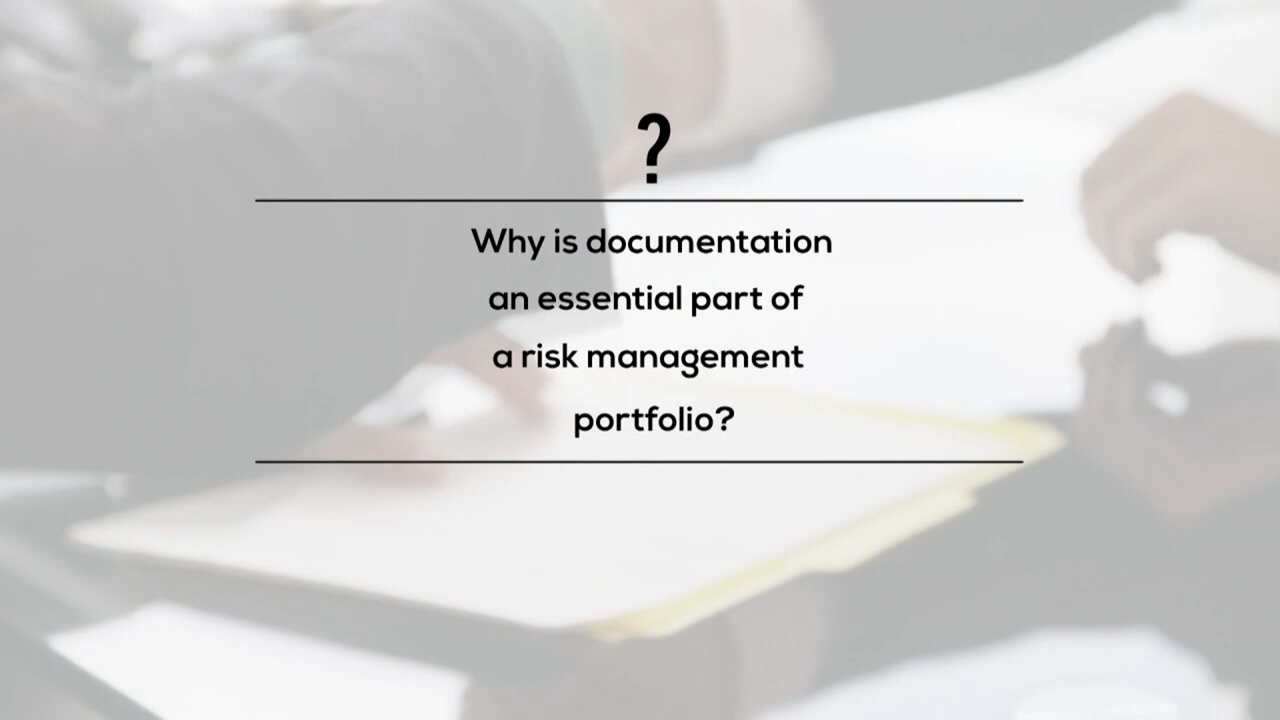 ?
Why is documentation
an essential part of
a risk management
portfolio?